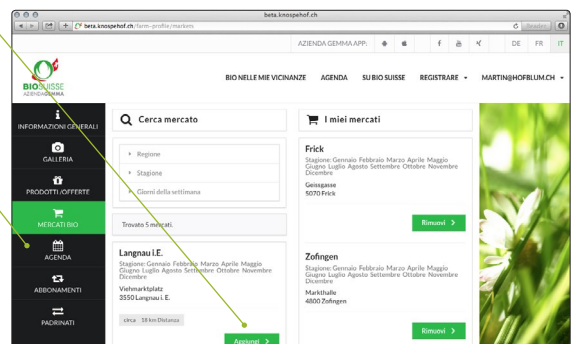 beta.knospehof.ch
beta.knospehof.ch/farm-profile/markets
Reader
AZIENDA GEMMA APP:
DE FR IT
BIOSUISSE
AZIENDAGEMMA
BIO NELLE MIE VICINANZE AGENDA SU BIO SUISSE REGISTRARE MARTIN@HOFBLUM.CH
INFORMAZIONI GENERALI
GALLERIA
PRODOTTI /OFFERTE
MERCATI BIO
AGENDA
ABBONAMENTI
PADRINATI
Cerca mercato
Regione
Stagione
Giorni della settimana
Trovato 5 mercati.
Langnau i.E.
Stagione: Gennaio Febbraio Marzo Aprile Maggio
Giugno Luglio Agosto Settembre Ottobre Novembre
Dicembre
Viehmarktplatz
3550 Langnau i. E.
circa 58 km Distanza
Aggiungi
I miei mercati
Frick
Stagione: Gennaio Febbraio Marzo Aprile Maggio
Giugno Luglio Agosto Settembre Ottobre Novembre
Dicembre
Geissgasse
5070 Frick
Rimuovi
Zofingen
Stagione: Gennaio Febbraio Marzo Aprile Maggio
Giugno Luglio Agosto Settembre Ottobre Novembre
Dicembre
Markthalle
4800 Zofingen
Rimuovi